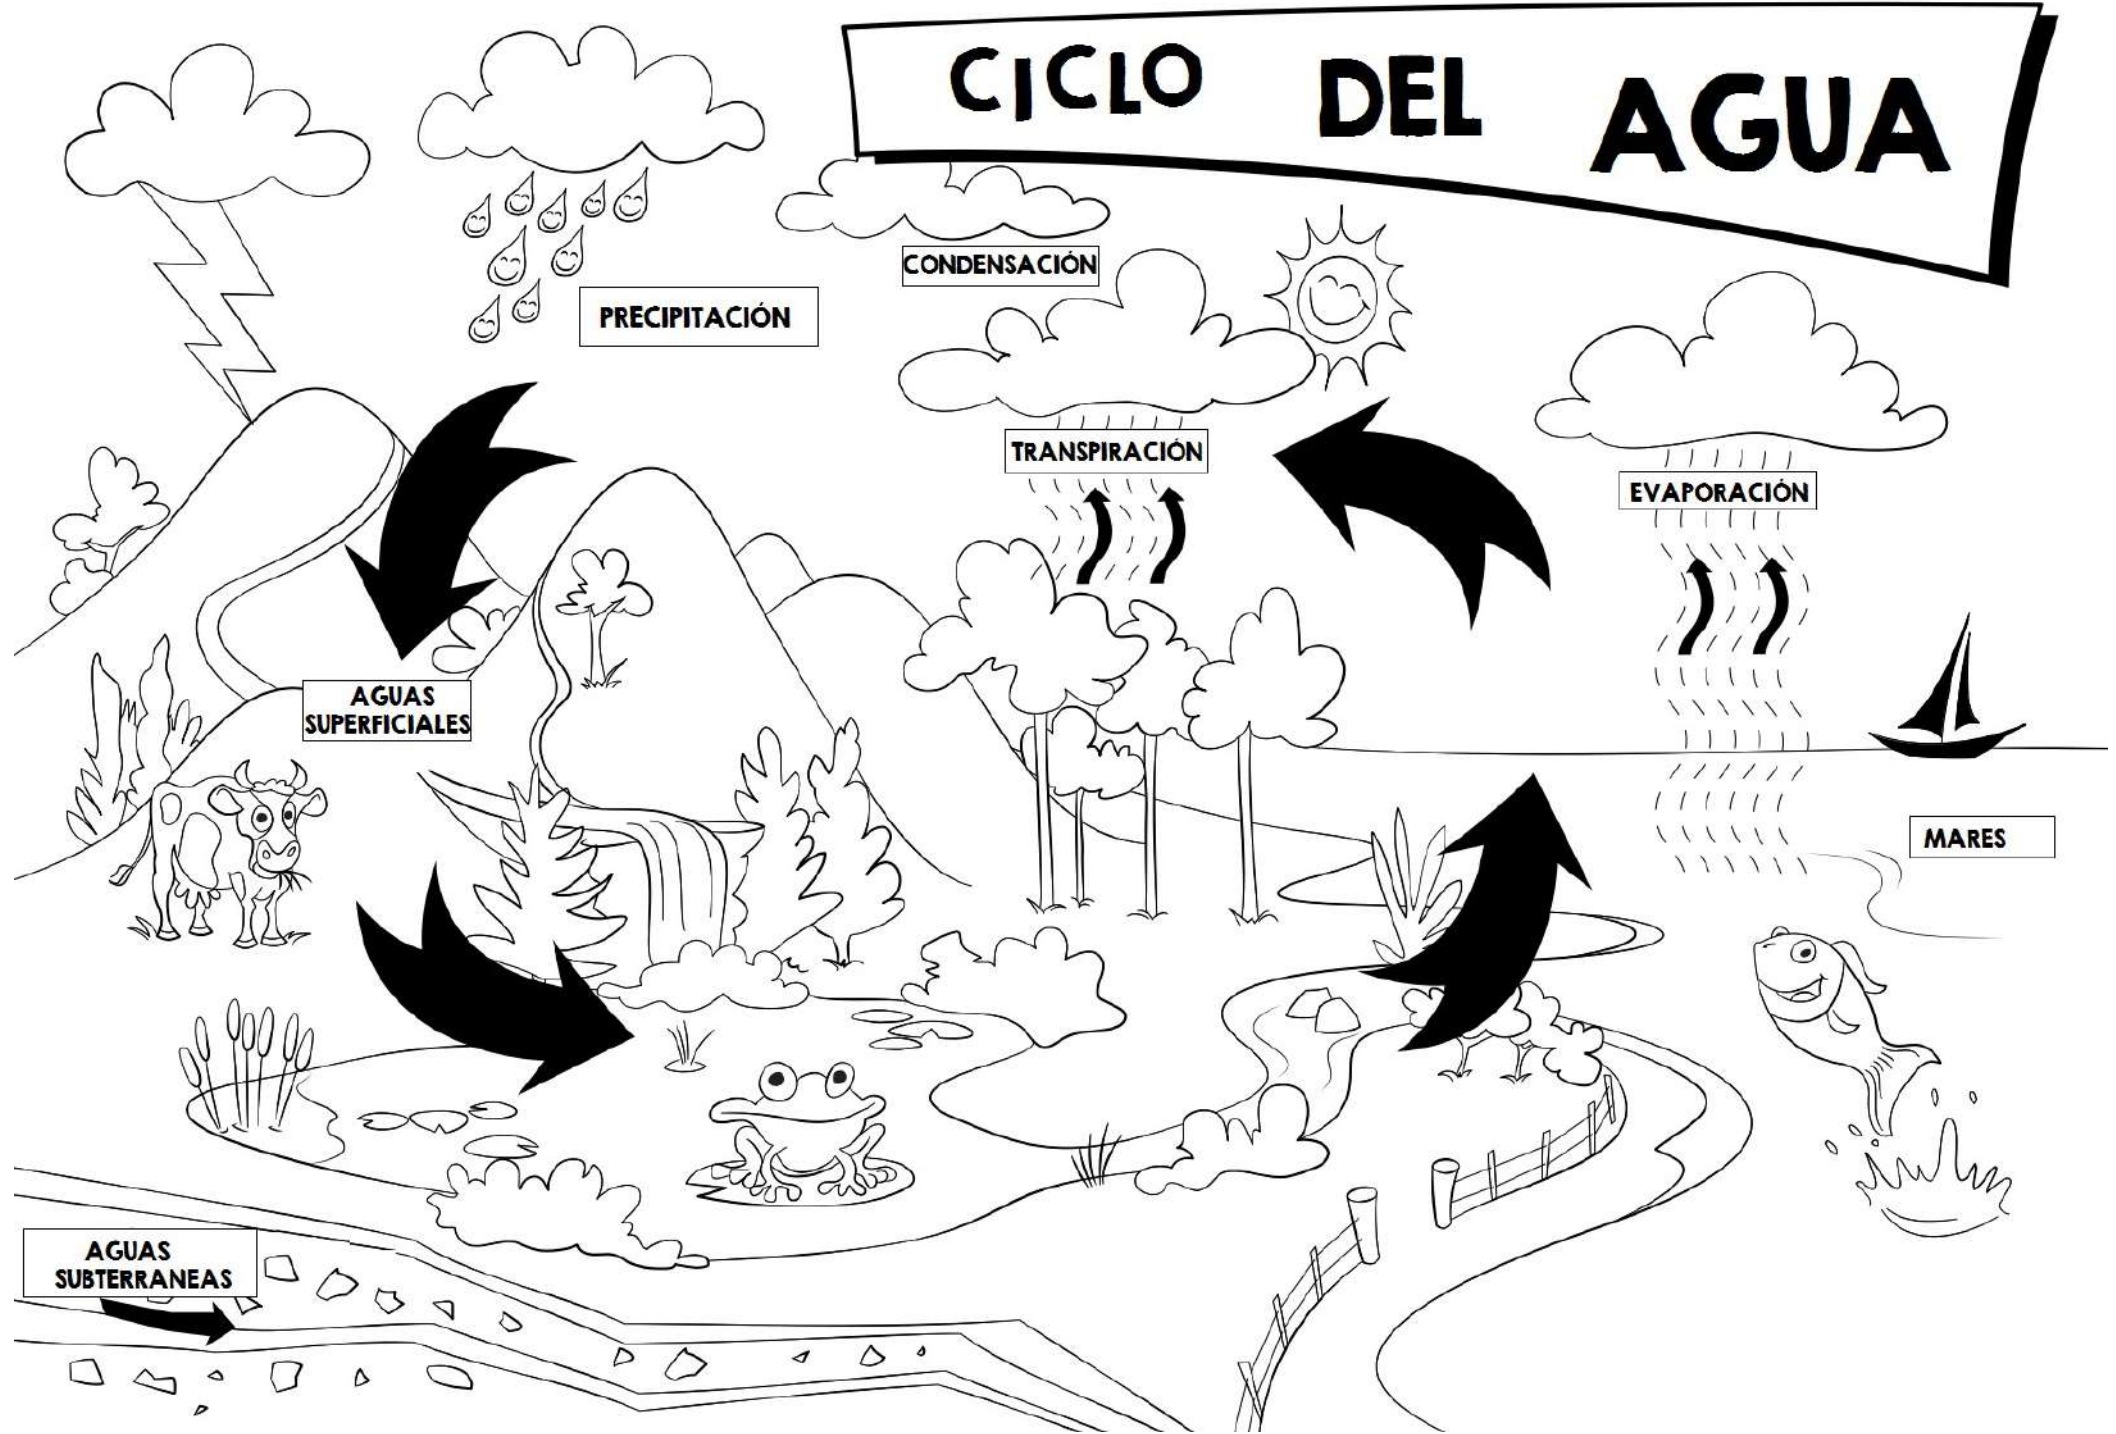 CICLO DEL AGUA
CONDENSACIÓN
PRECIPITACIÓN
TRANSPIRACIÓN
EVAPORACIÓN
AGUAS
SUPERFICIALES
MARES
AGUAS
SUBTERRANEAS